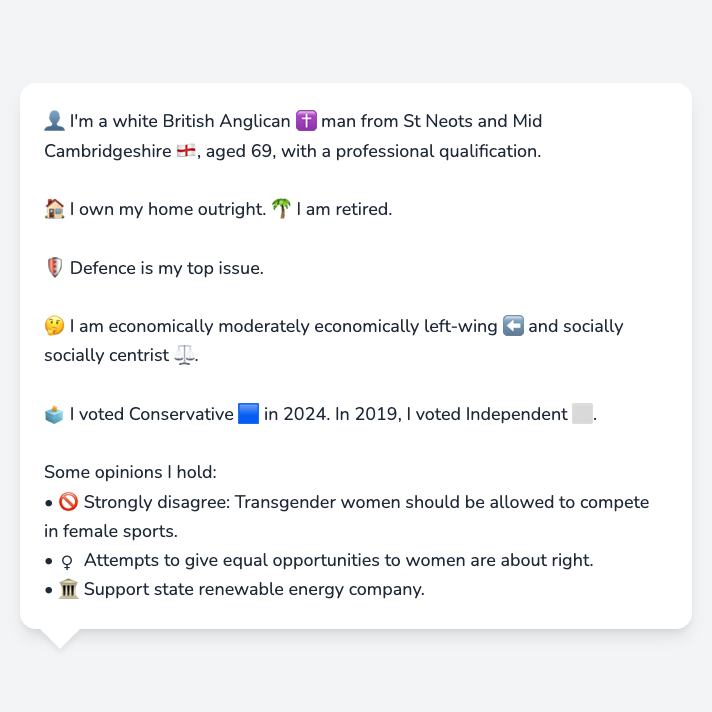 👤 I'm a white British Anglican ✝️ man from St Neots and Mid
Cambridgeshire 🏴󠁧󠁢󠁥󠁮󠁧󠁿, aged 69, with a professional qualification.
🏠 I own my home outright. 🌴 I am retired.
🛡️ Defence is my top issue.
🤔 I am economically moderately economically left-wing ⬅️ and socially
socially centrist ⚖️.
🗳️ I voted Conservative 🟦 in 2024. In 2019, I voted Independent ⬜.
Some opinions I hold:
• 🚫 Strongly disagree: Transgender women should be allowed to compete
in female sports.
• ♀ Attempts to give equal opportunities to women are about right.
• 🏛️ Support state renewable energy company.